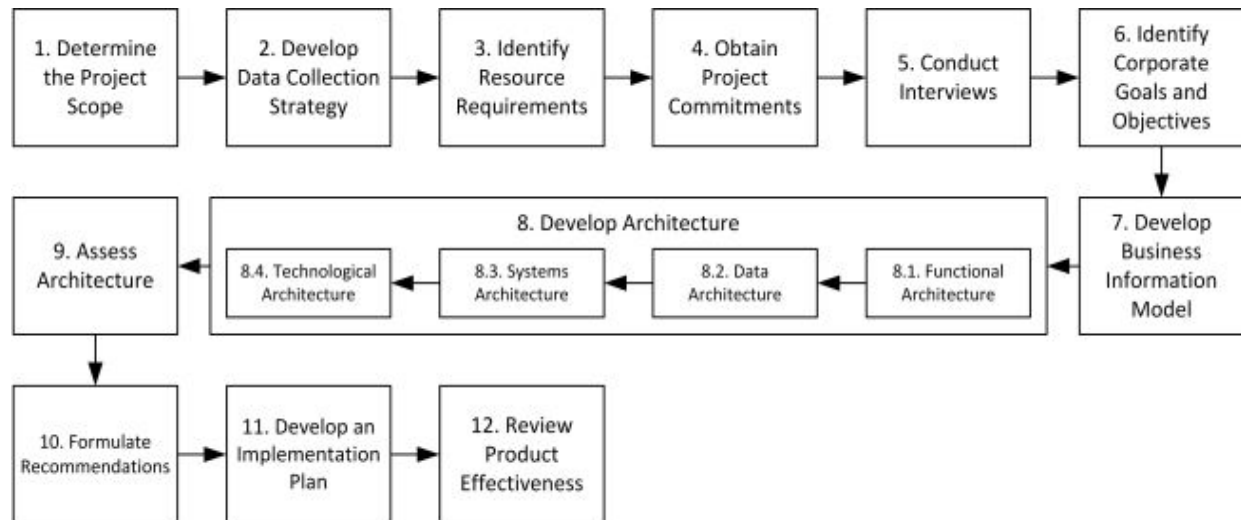 1. Determine
the Project
Scope
2. Develop
Data Collection
Strategy
3. Identify
Resource
Requirements
4. Obtain
Project
Commitments
5. Conduct
Interviews
6. Identify
Corporate
Goals and
Objectives
7. Develop
Business
Information
Model
8. Develop Architecture
8.1. Functional
Architecture
8.2. Data
Architecture
8.3. Systems
Architecture
8.4. Technological
Architecture
9. Assess
Architecture
10. Formulate
Recommendations
11. Develop an
Implementation
Plan
12. Review
Product
Effectiveness